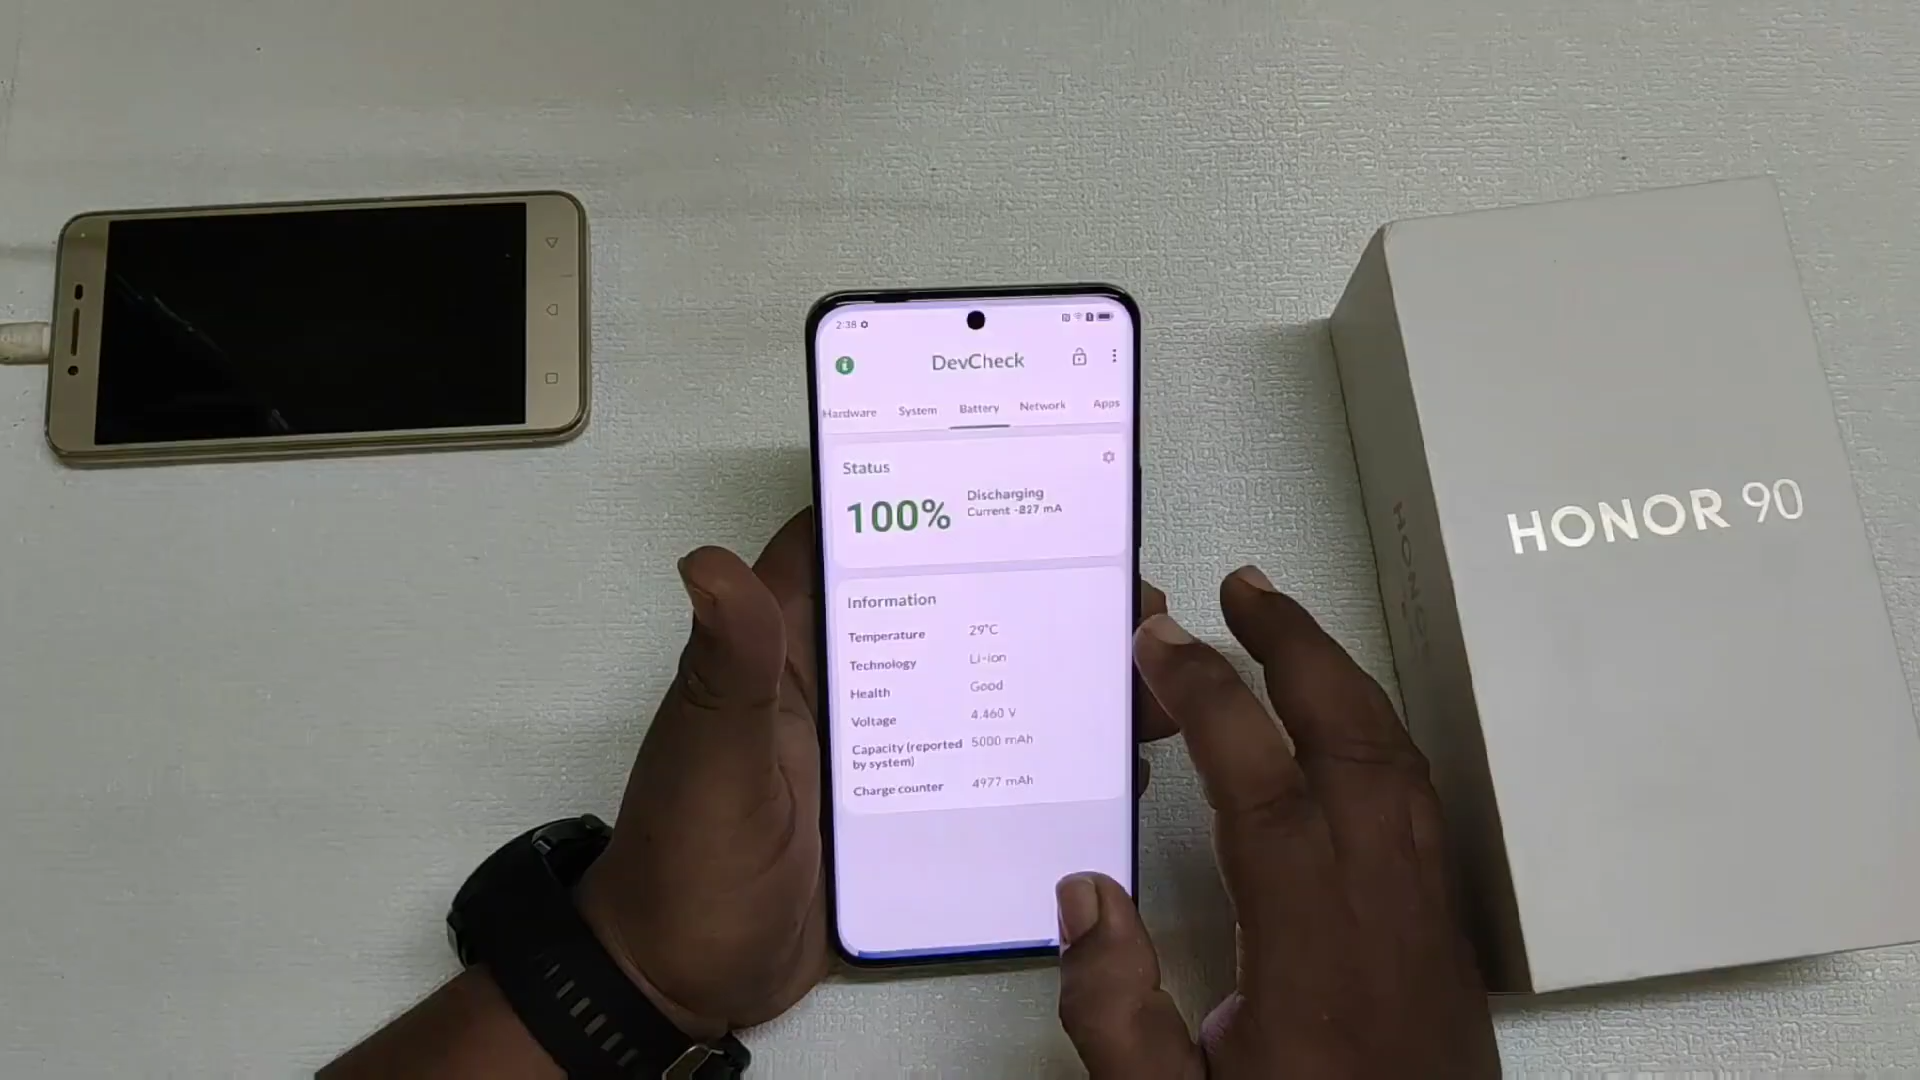 2:38
DevCheck
Hardware System Battery Network Apps
Status
100%
Discharging
Current -827 mA
Information
Temperature 29°C
Technology Li-ion
Health Good
Voltage 4.460 V
Capacity (reported by system) 5000 mAh
Charge counter 4977 mAh
HONOR 90
HONOR